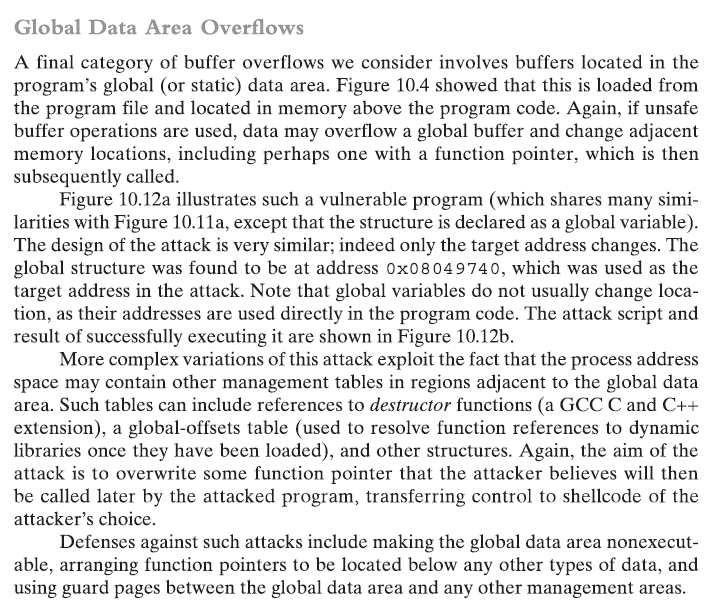 Global Data Area Overflows
A final category of buffer overflows we consider involves buffers located in the
program's global (or static) data area. Figure 10.4 showed that this is loaded from
the program file and located in memory above the program code. Again, if unsafe
buffer operations are used, data may overflow a global buffer and change adjacent
memory locations, including perhaps one with a function pointer, which is then
subsequently called.
Figure 10.12a illustrates such a vulnerable program (which shares many simi-
larities with Figure 10.11a, except that the structure is declared as a global variable).
The design of the attack is very similar; indeed only the target address changes. The
global structure was found to be at address 0x08049740, which was used as the
target address in the attack. Note that global variables do not usually change loca-
tion, as their addresses are used directly in the program code. The attack script and
result of successfully executing it are shown in Figure 10.12b.
More complex variations of this attack exploit the fact that the process address
space may contain other management tables in regions adjacent to the global data
area. Such tables can include references to destructor functions (a GCC C and C++
extension), a global-offsets table (used to resolve function references to dynamic
libraries once they have been loaded), and other structures. Again, the aim of the
attack is to overwrite some function pointer that the attacker believes will then
be called later by the attacked program, transferring control to shellcode of the
attacker's choice.
Defenses against such attacks include making the global data area nonexecut-
able, arranging function pointers to be located below any other types of data, and
using guard pages between the global data area and any other management areas.